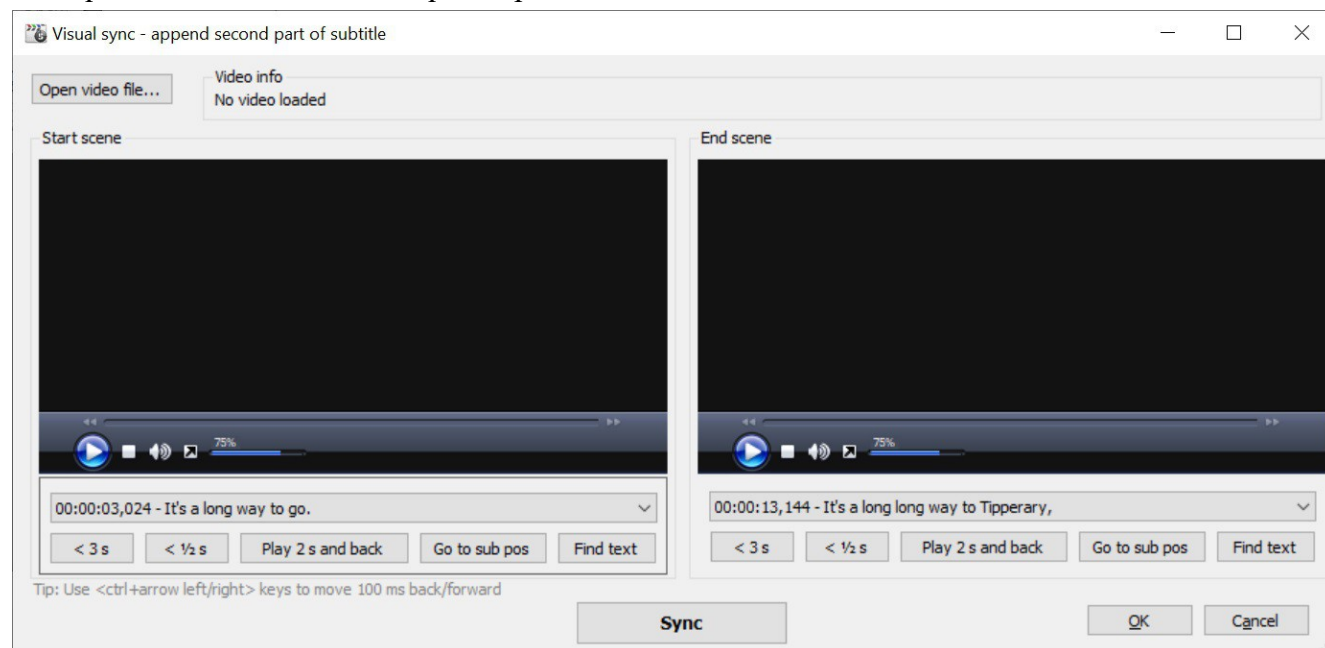 Visual sync - append second part of subtitle
Open video file...
Video info
No video loaded
Start scene
End scene
75%
75%
00:00:03,024 - It's a long way to go.
00:00:13,144 - It's a long long way to Tipperary,
< 3 s
< ½ s
Play 2 s and back
Go to sub pos
Find text
< 3 s
< ½ s
Play 2 s and back
Go to sub pos
Find text
Tip: Use <ctrl+arrow left/right> keys to move 100 ms back/forward
Sync
OK
Cancel